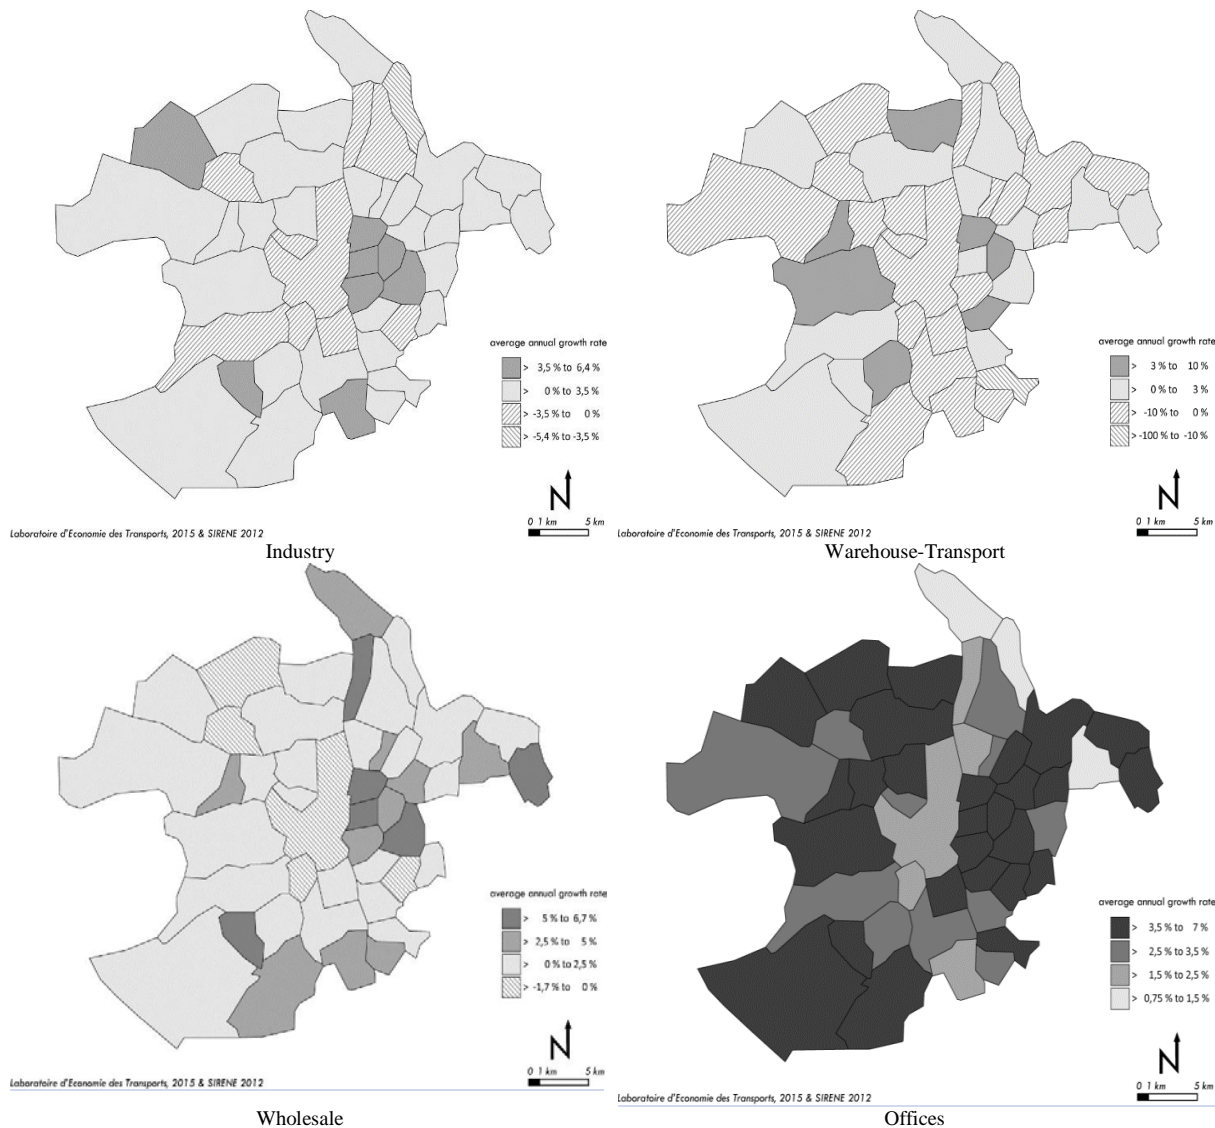 average annual growth rate
> 3,5 % to 6,4 %
> 0 % to 3,5 %
> -3,5 % to 0 %
> -5,4 % to -3,5 %
N
0 1 km 5 km
Laboratoire d'Economie des Transports, 2015 & SIRENE 2012
Industry
average annual growth rate
> 3 % to 10 %
> 0 % to 3 %
> -10 % to 0 %
> -100 % to -10 %
N
0 1 km 5 km
Laboratoire d'Economie des Transports, 2015 & SIRENE 2012
Warehouse-Transport
average annual growth rate
> 5 % to 6,7 %
> 2,5 % to 5 %
> 0 % to 2,5 %
> -1,7 % to 0 %
N
0 1 km 5 km
Laboratoire d'Economie des Transports, 2015 & SIRENE 2012
Wholesale
average annual growth rate
> 3,5 % to 7 %
> 2,5 % to 3,5 %
> 1,5 % to 2,5 %
> 0,75 % to 1,5 %
N
0 1 km 5 km
Laboratoire d'Economie des Transports, 2015 & SIRENE 2012
Offices